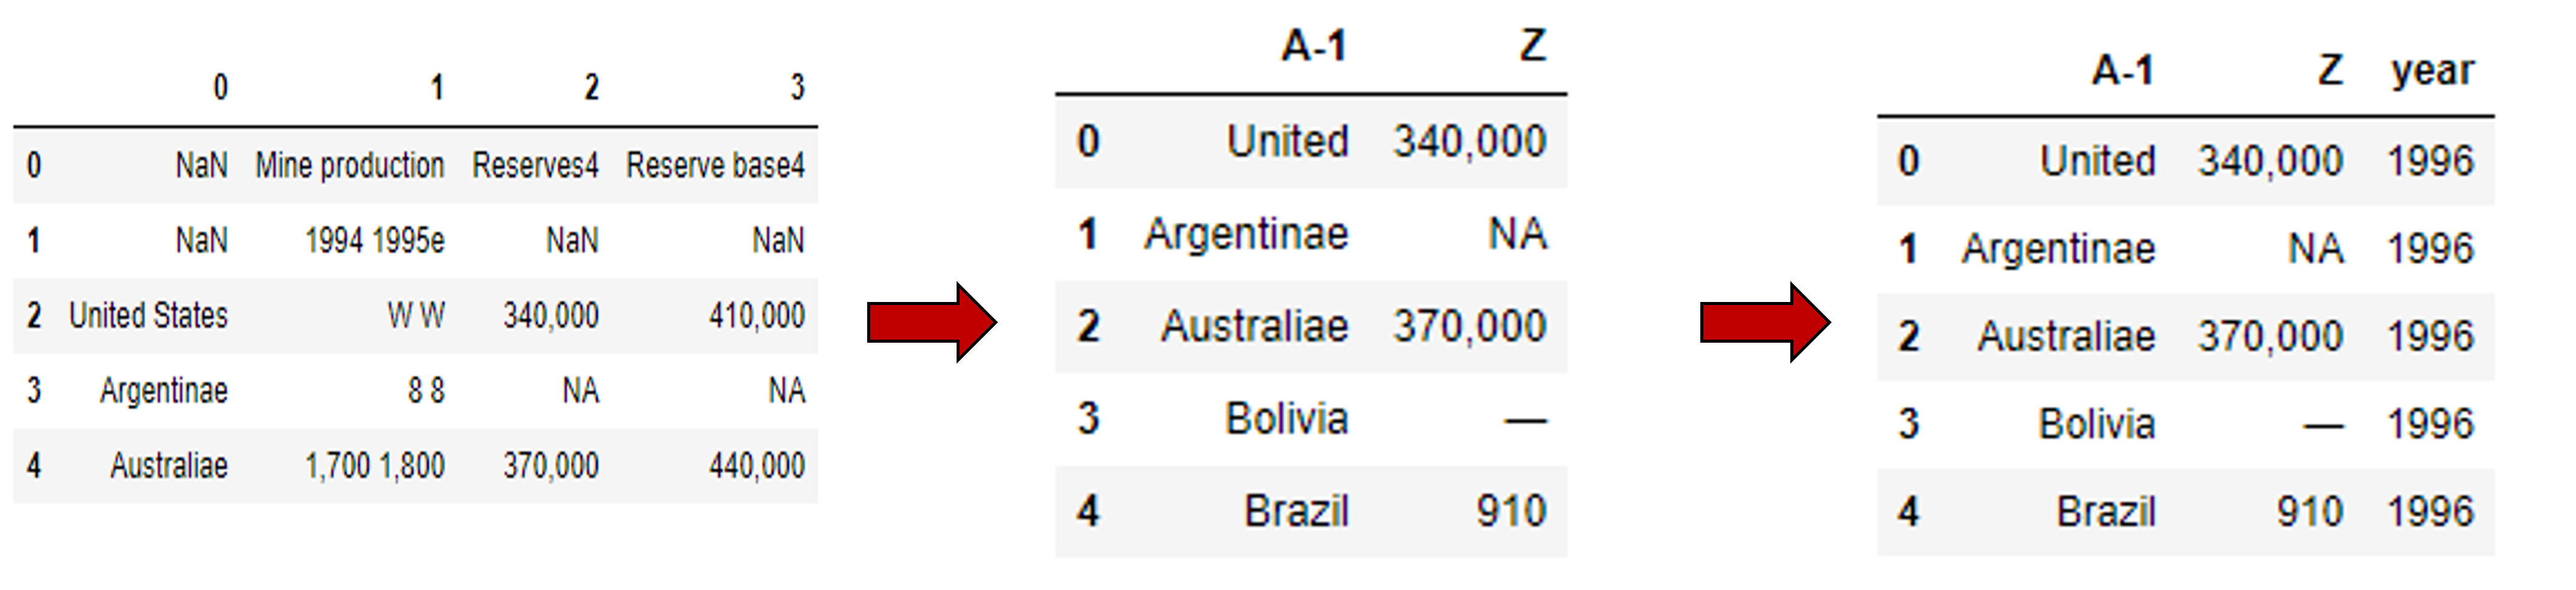 0 1 2 3
0 NaN Mine production Reserves4 Reserve base4
1 NaN 1994 1995e NaN NaN
2 United States W W 340,000 410,000
3 Argentinae 8 8 NA NA
4 Australiae 1,700 1,800 370,000 440,000
A-1 Z
0 United 340,000
1 Argentinae NA
2 Australiae 370,000
3 Bolivia —
4 Brazil 910
A-1 Z year
0 United 340,000 1996
1 Argentinae NA 1996
2 Australiae 370,000 1996
3 Bolivia — 1996
4 Brazil 910 1996